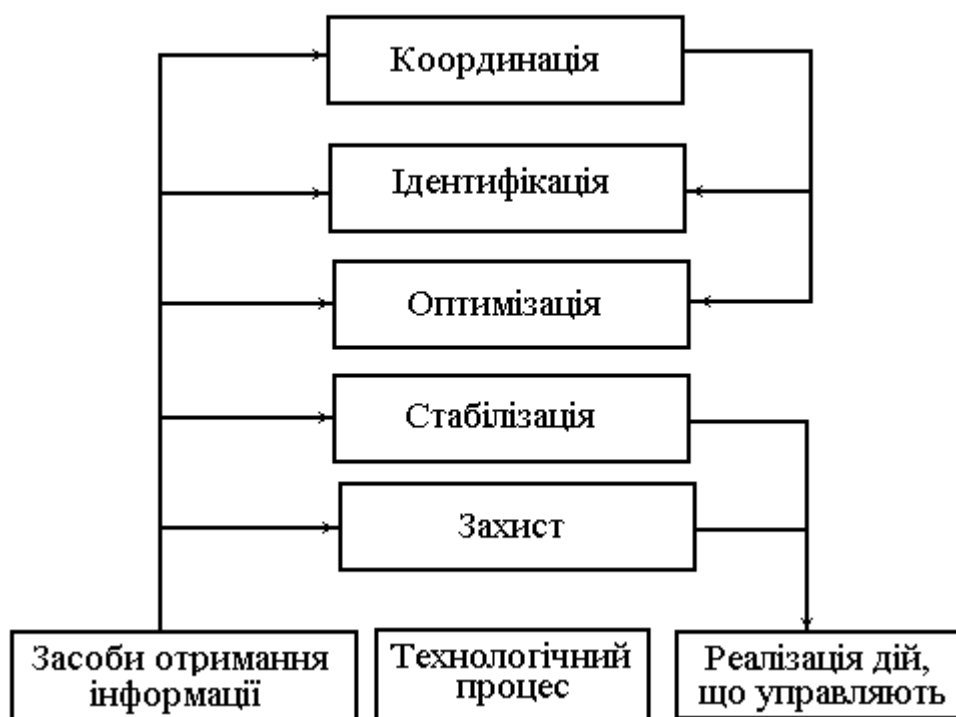 Координація
Ідентифікація
Оптимізація
Стабілізація
Захист
Засоби отримання
інформації
Технологічний
процес
Реалізація дій,
що управляють